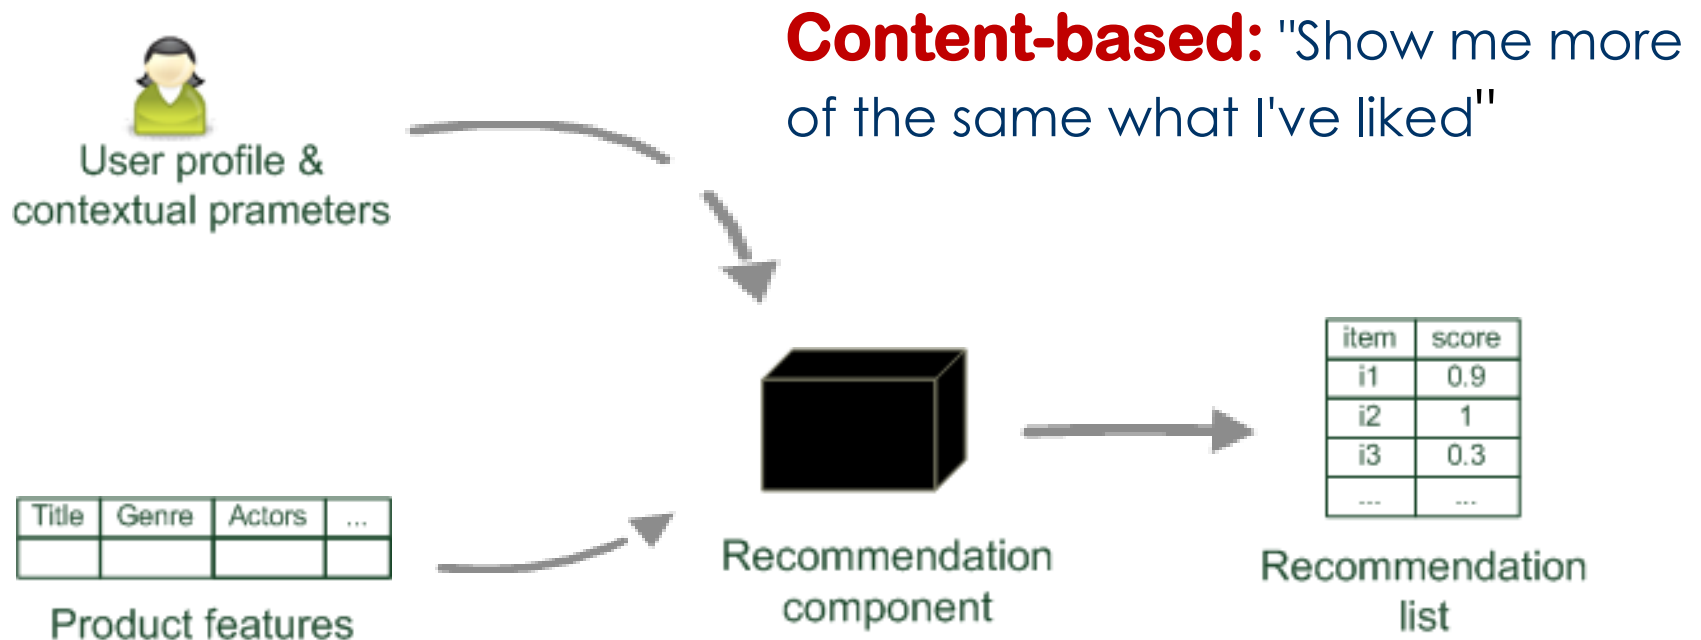 Content-based: "Show me more
of the same what I've liked"
User profile &
contextual prameters
Title Genre Actors ...
Product features
Recommendation
component
item score
i1 0.9
i2 1
i3 0.3
... ...
Recommendation
list